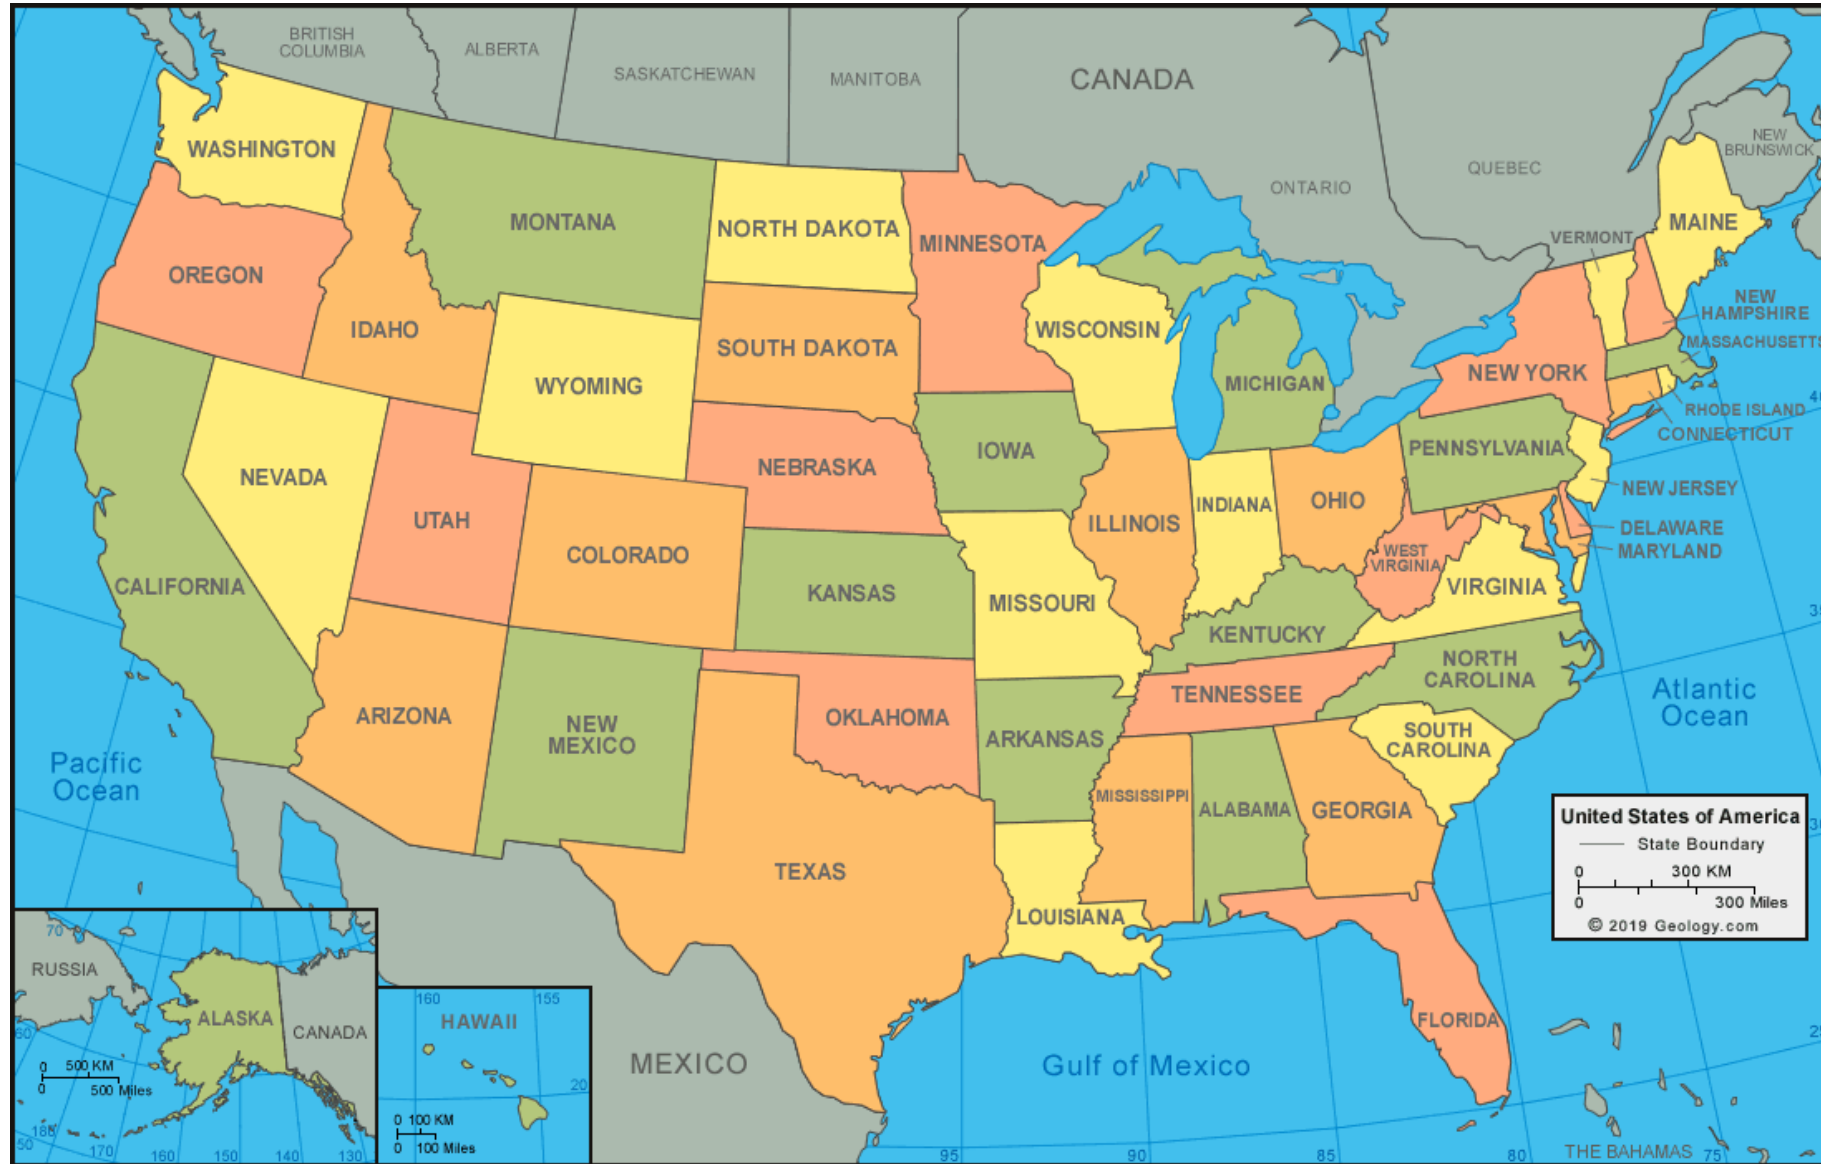 BRITISH
COLUMBIA
ALBERTA
SASKATCHEWAN
MANITOBA
CANADA
ONTARIO
QUEBEC
NEW
BRUNSWICK
WASHINGTON
MONTANA
NORTH DAKOTA
MINNESOTA
VERMONT
MAINE
OREGON
IDAHO
SOUTH DAKOTA
WISCONSIN
MICHIGAN
NEW YORK
NEW
HAMPSHIRE
MASSACHUSETTS
RHODE ISLAND
CONNECTICUT
WYOMING
NEVADA
UTAH
NEBRASKA
IOWA
ILLINOIS
INDIANA
OHIO
PENNSYLVANIA
NEW JERSEY
DELAWARE
MARYLAND
CALIFORNIA
COLORADO
KANSAS
MISSOURI
KENTUCKY
WEST
VIRGINIA
VIRGINIA
ARIZONA
NEW
MEXICO
OKLAHOMA
ARKANSAS
TENNESSEE
NORTH
CAROLINA
SOUTH
CAROLINA
Atlantic
Ocean
Pacific
Ocean
TEXAS
LOUISIANA
MISSISSIPPI
ALABAMA
GEORGIA
FLORIDA
United States of America
State Boundary
0 300 KM
0 300 Miles
© 2019 Geology.com
MEXICO
Gulf of Mexico
THE BAHAMAS
95
90
85
80
75
70
RUSSIA
ALASKA
CANADA
60
0 500 KM
0 500 Miles
180
50
170
160
150
140
130
160
155
HAWAII
20
0 100 KM
0 100 Miles